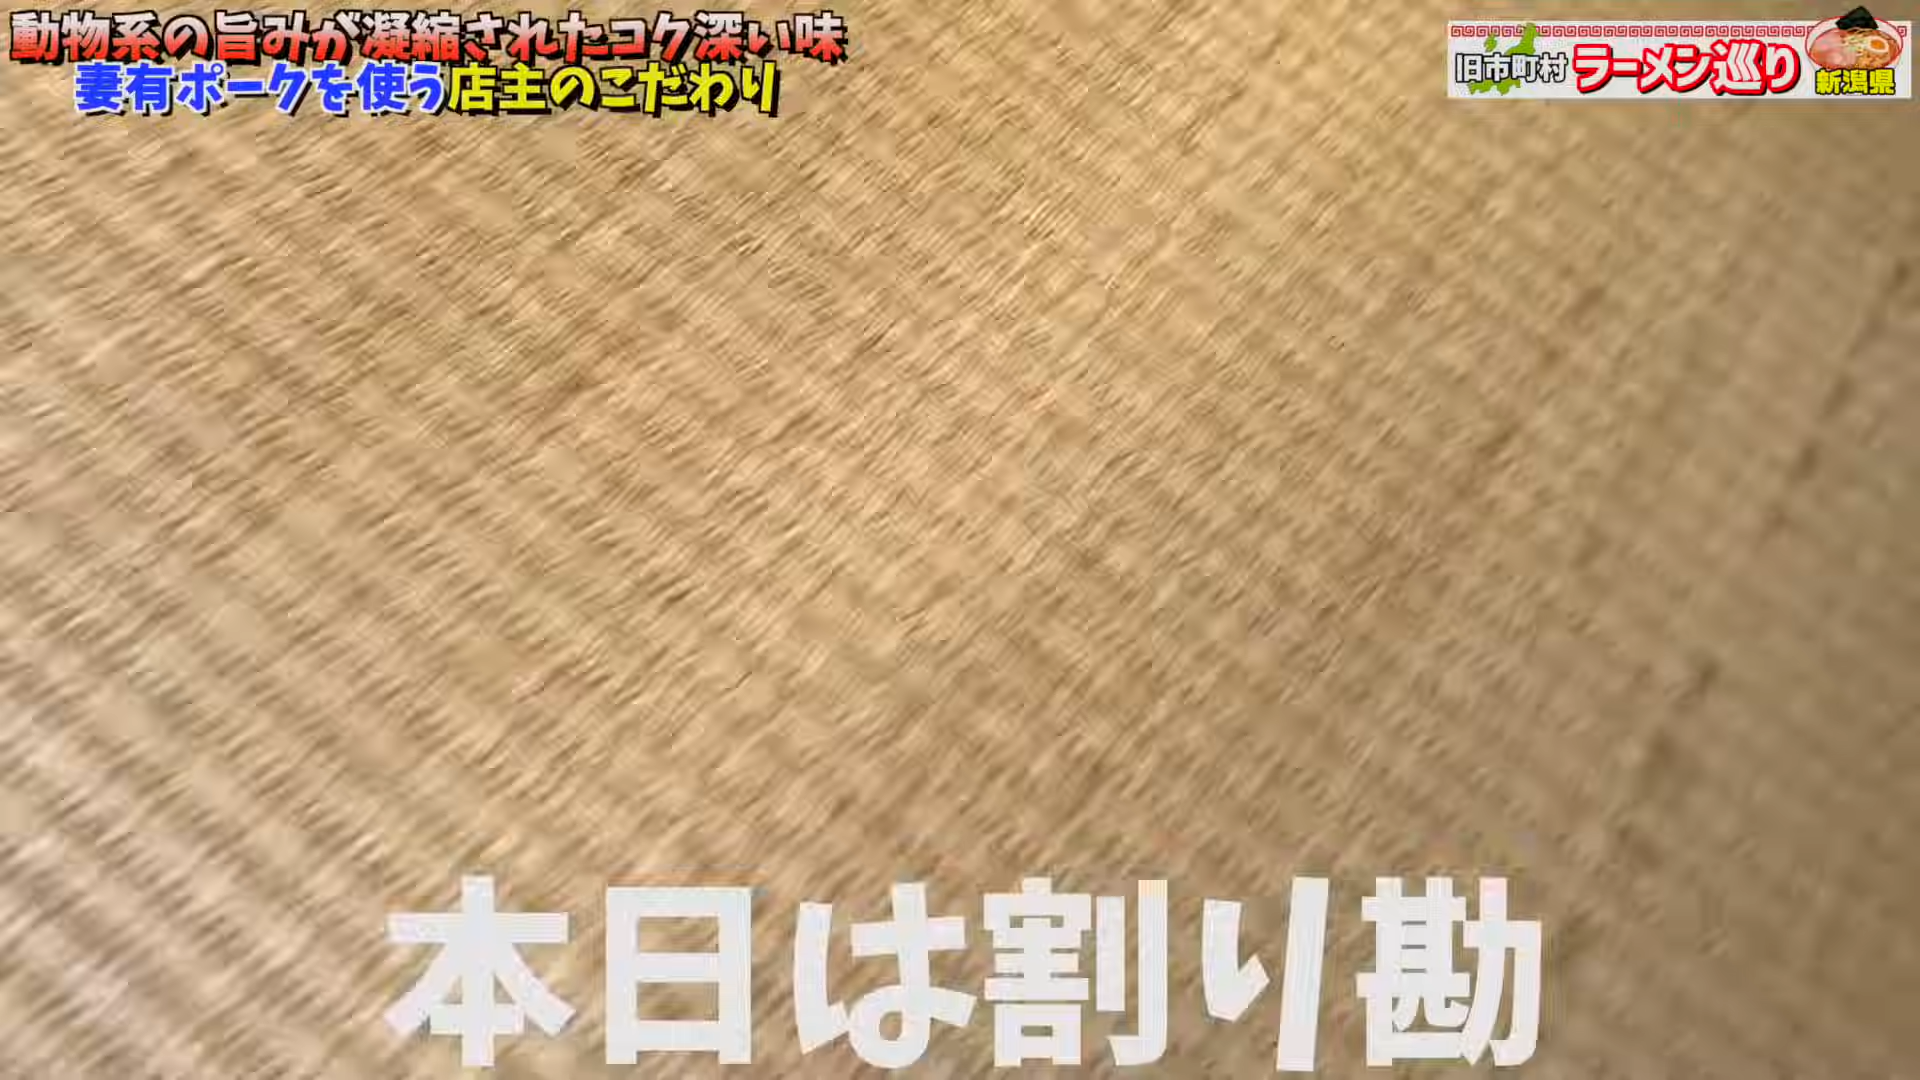 動物系の旨みが凝縮されたコク深い味
妻有ポークを使う店主のこだわり
旧市町村 ラーメン巡り 新潟県
本日は割り勘